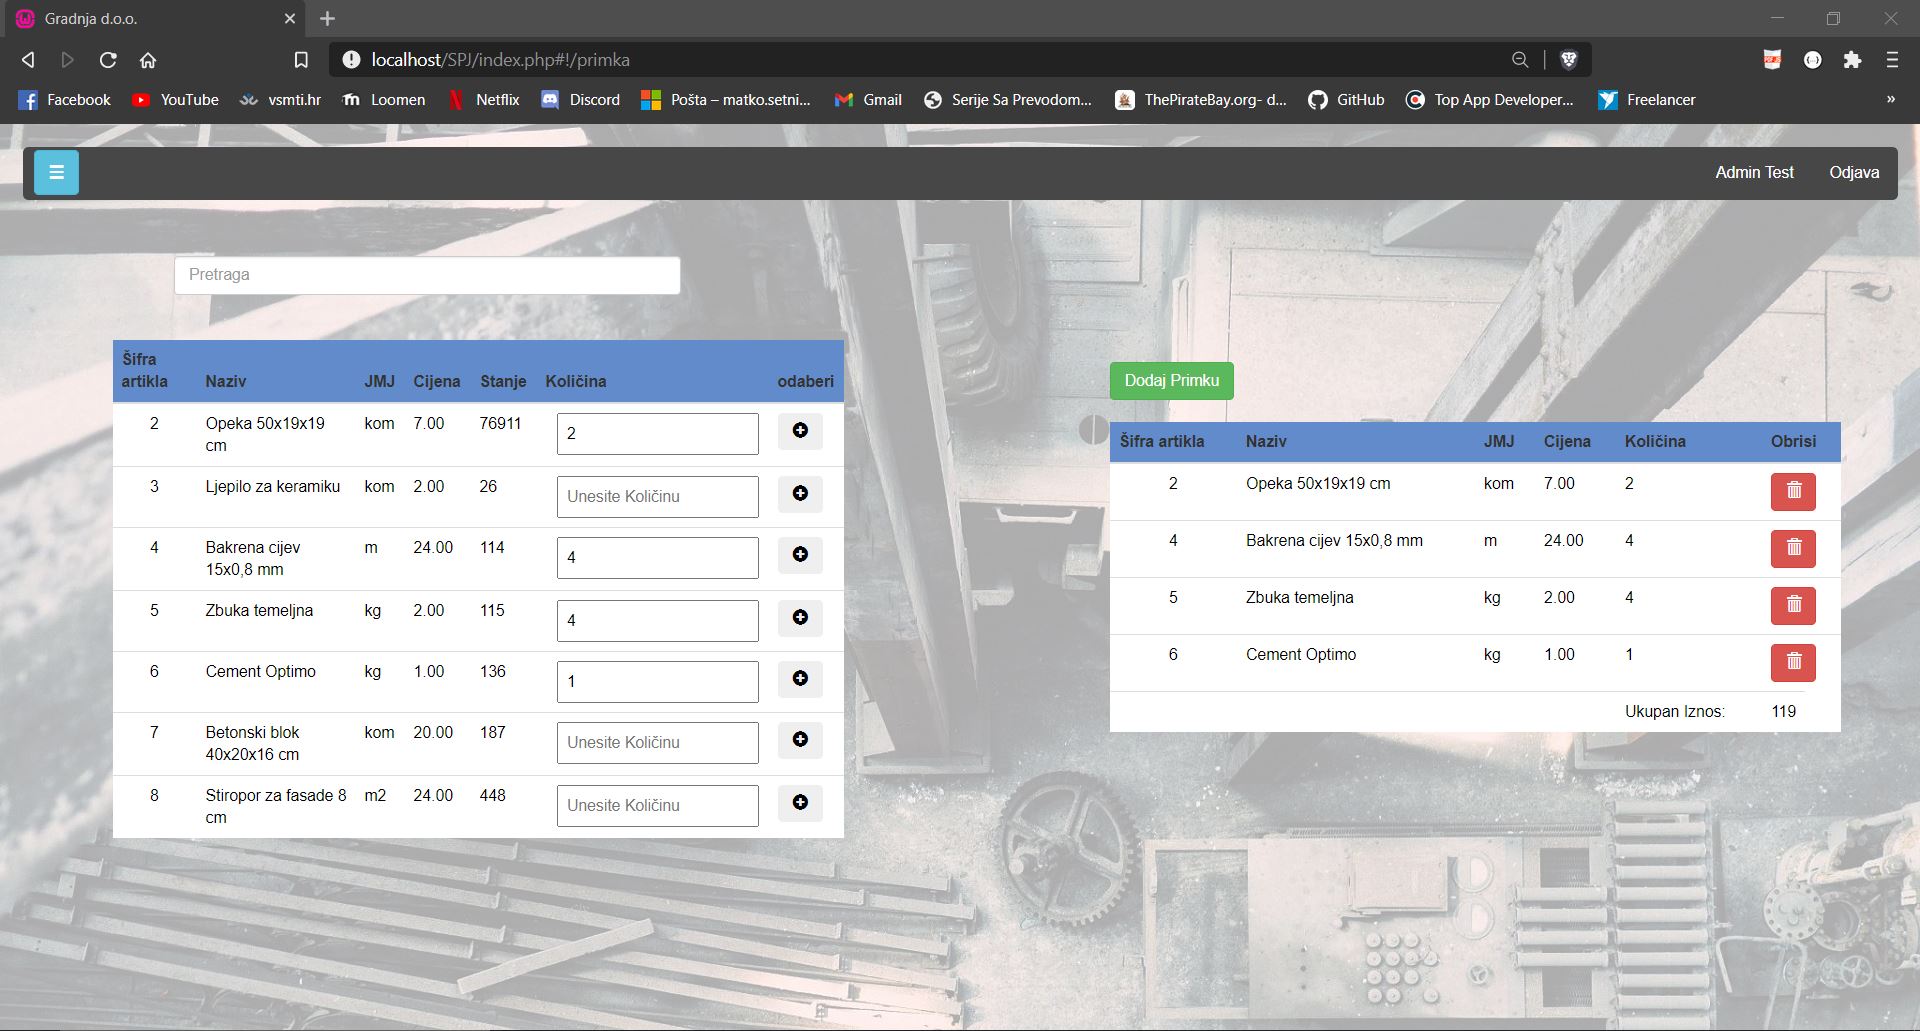 Gradnja d.o.o.
localhost/SPJ/index.php#!/primka
Facebook YouTube vsmti.hr Loomen Netflix Discord Pošta – matko.setni... Gmail Serije Sa Prevodom... ThePirateBay.org- d... GitHub Top App Developer... Freelancer »
Admin Test Odjava
Pretraga
Šifra
artikla Naziv JMJ Cijena Stanje Količina odaberi
2 Opeka 50x19x19 kom 7.00 76911 2
cm
3 Ljepilo za keramiku kom 2.00 26 Unesite Količinu
4 Bakrena cijev m 24.00 114 4
15x0,8 mm
5 Zbuka temeljna kg 2.00 115 4
6 Cement Optimo kg 1.00 136 1
7 Betonski blok kom 20.00 187 Unesite Količinu
40x20x16 cm
8 Stiropor za fasade 8 m2 24.00 448 Unesite Količinu
cm
Dodaj Primku
Šifra artikla Naziv JMJ Cijena Količina Obrisi
2 Opeka 50x19x19 cm kom 7.00 2
4 Bakrena cijev 15x0,8 mm m 24.00 4
5 Zbuka temeljna kg 2.00 4
6 Cement Optimo kg 1.00 1
Ukupan Iznos: 119